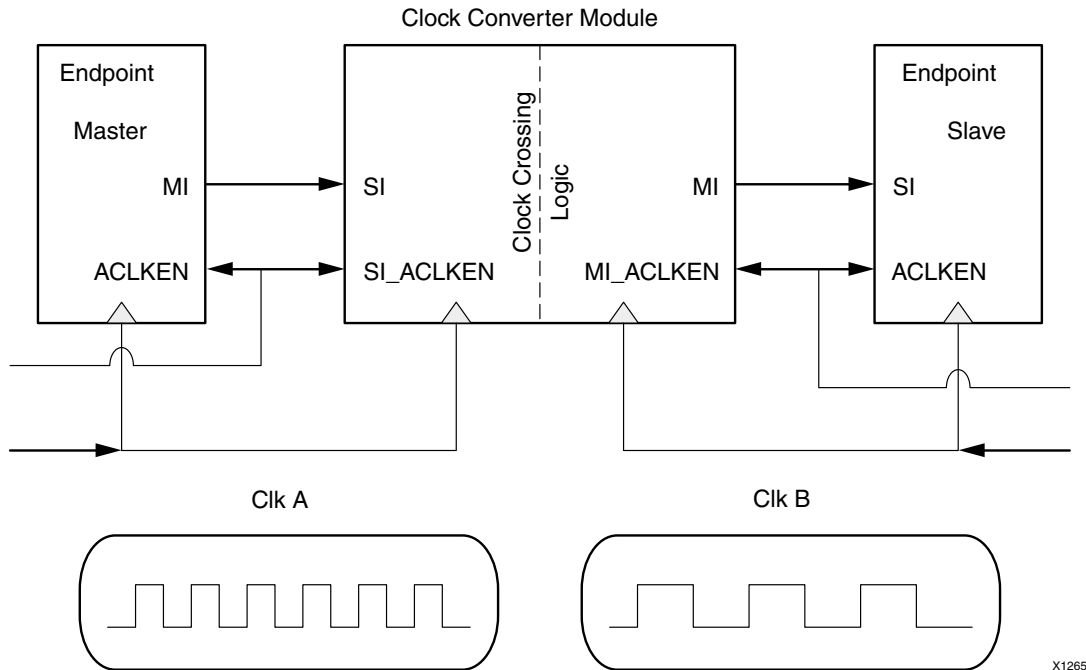 Clock Converter Module
Endpoint
Master
MI
ACLKEN
SI
SI_ACLKEN
Clock Crossing
Logic
MI
MI_ACLKEN
Endpoint
Slave
SI
ACLKEN
Clk A
Clk B
X1265